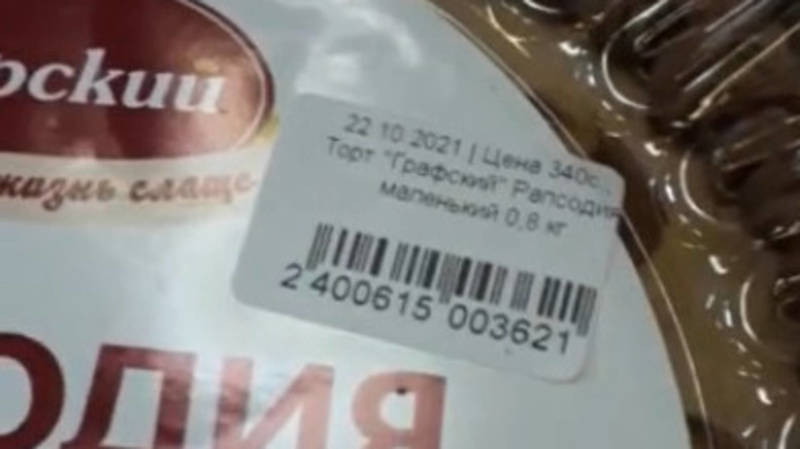 рский
жизнь слаще
22.10.2021 | Цена 340с.
Торт "Графский" Рапсодия
маленький 0,8 кг
2 400615 003621
ОДИЯ